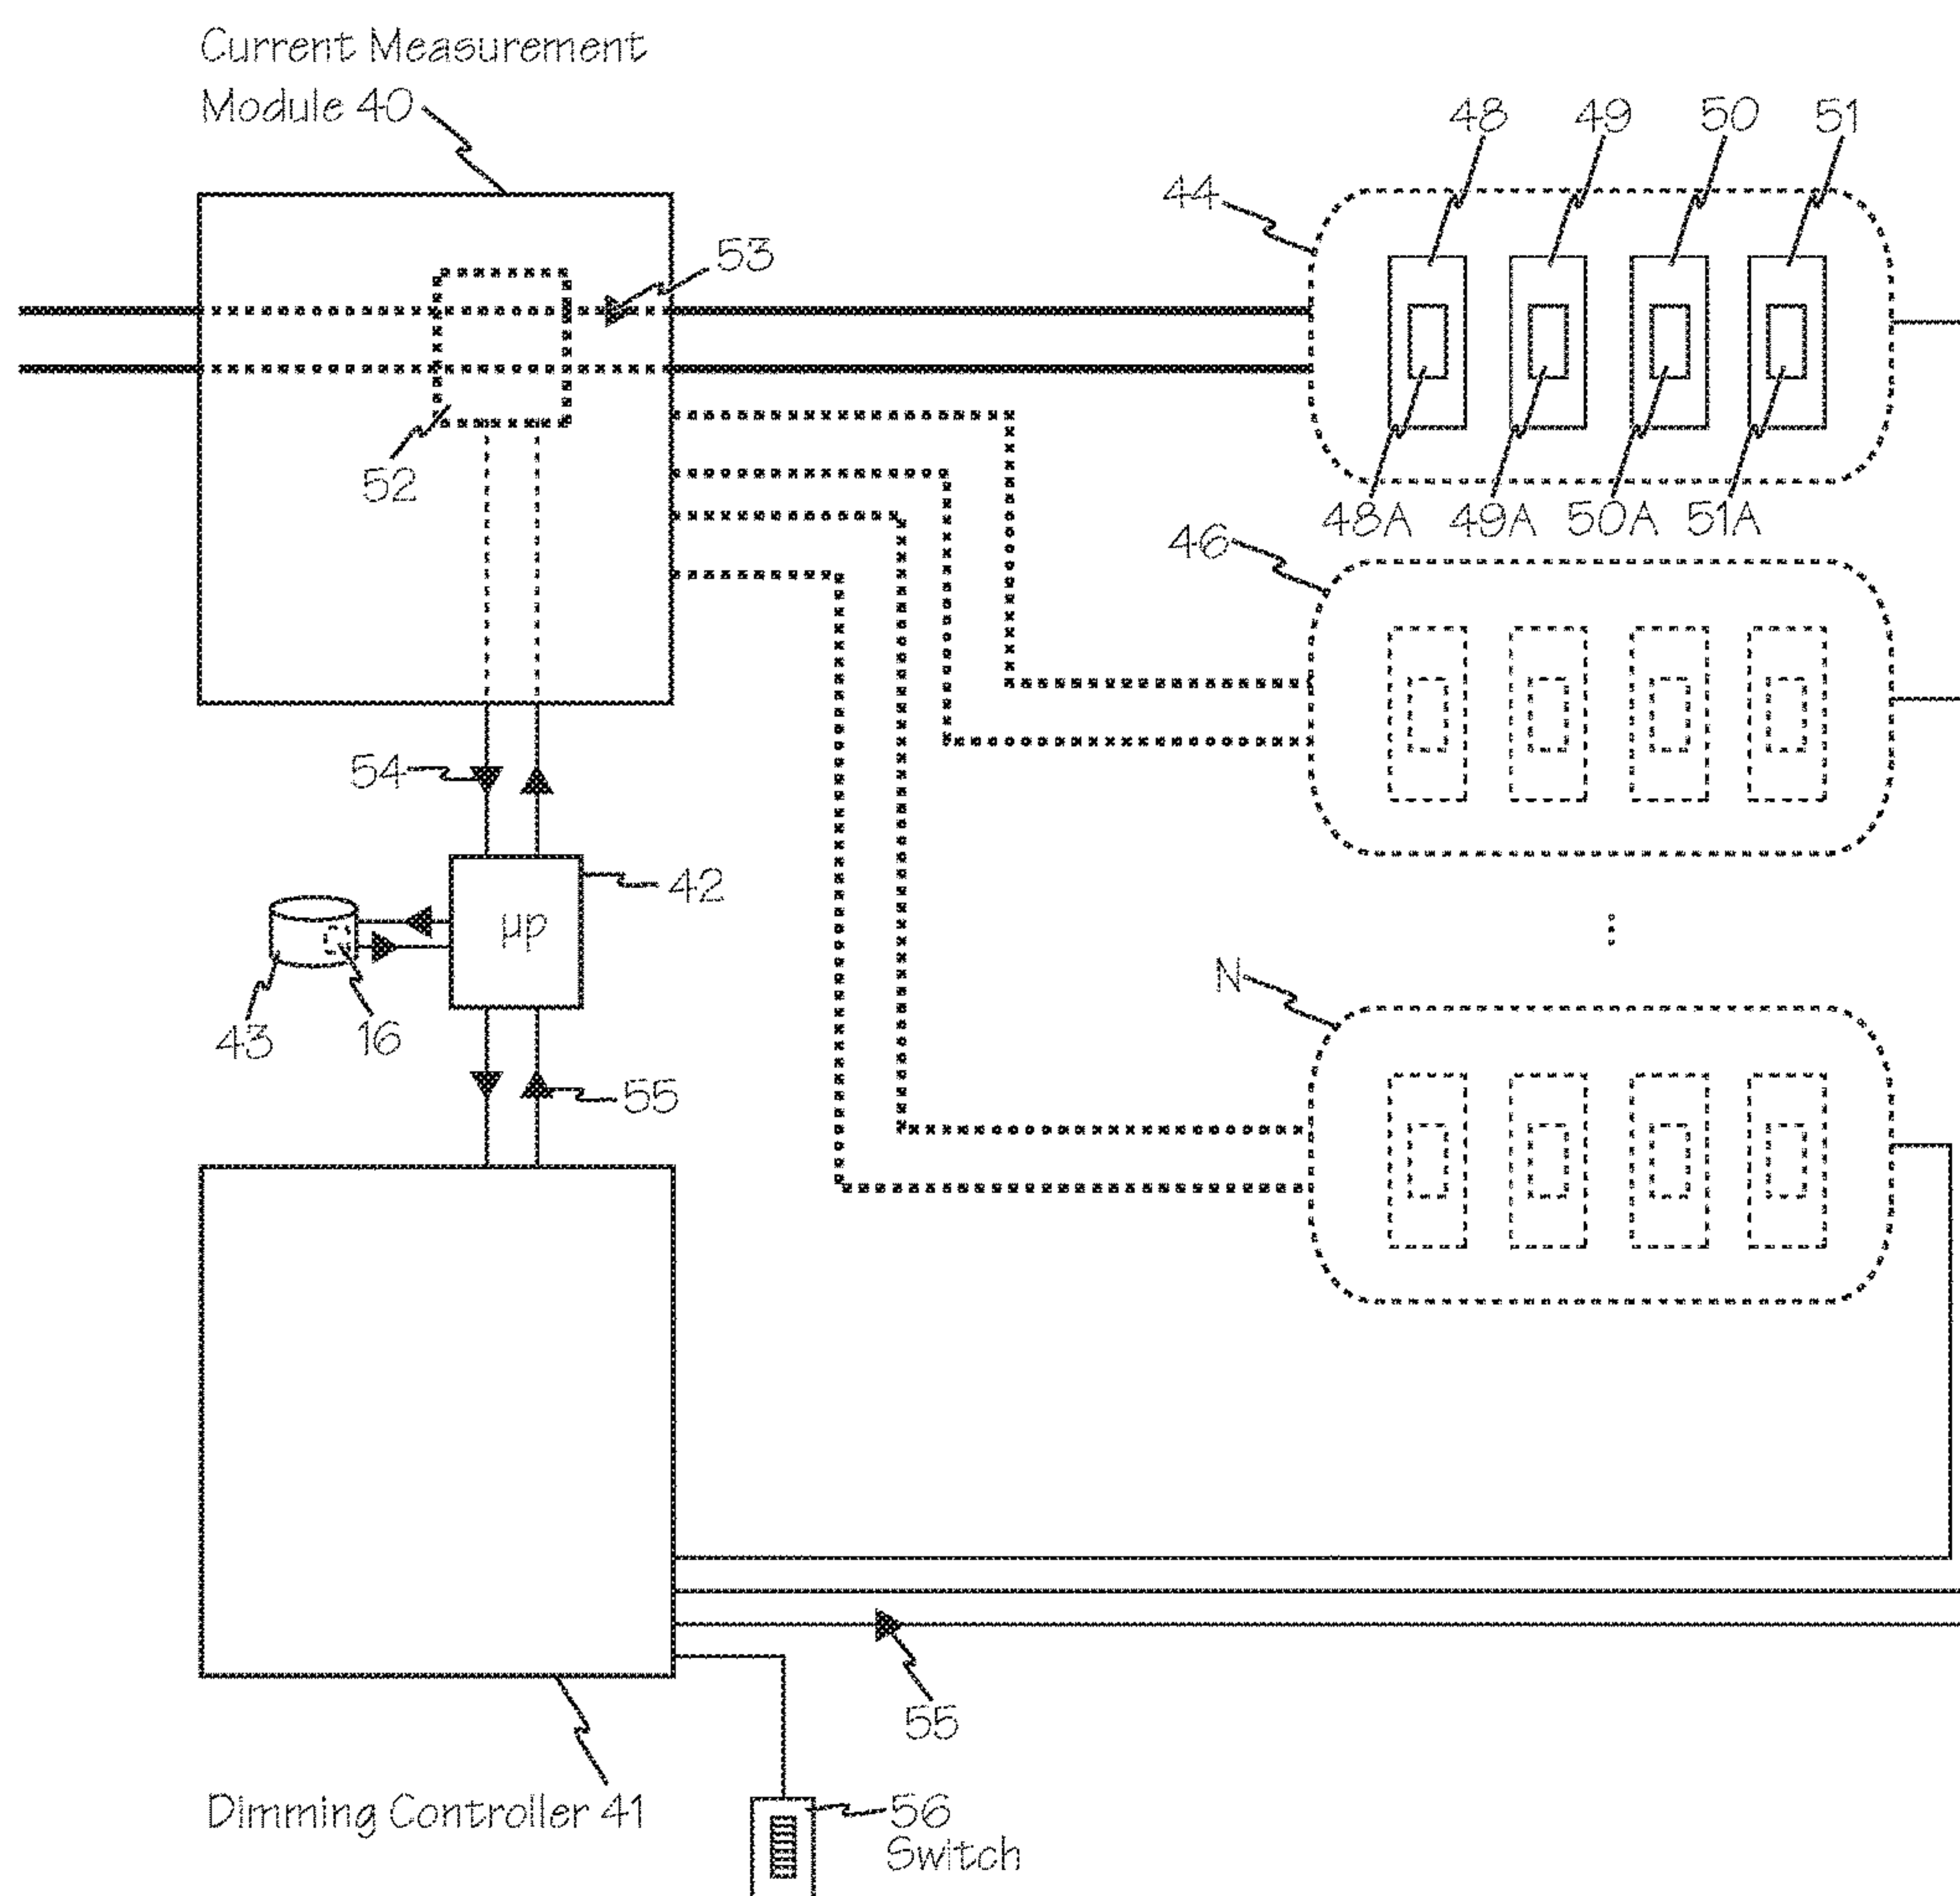 Current Measurement
Module 40
48 49 50 51
44
53
52
48A 49A 50A 51A
46
54
42
µp
N
43 16
55
55
Dimming Controller 41
56
Switch